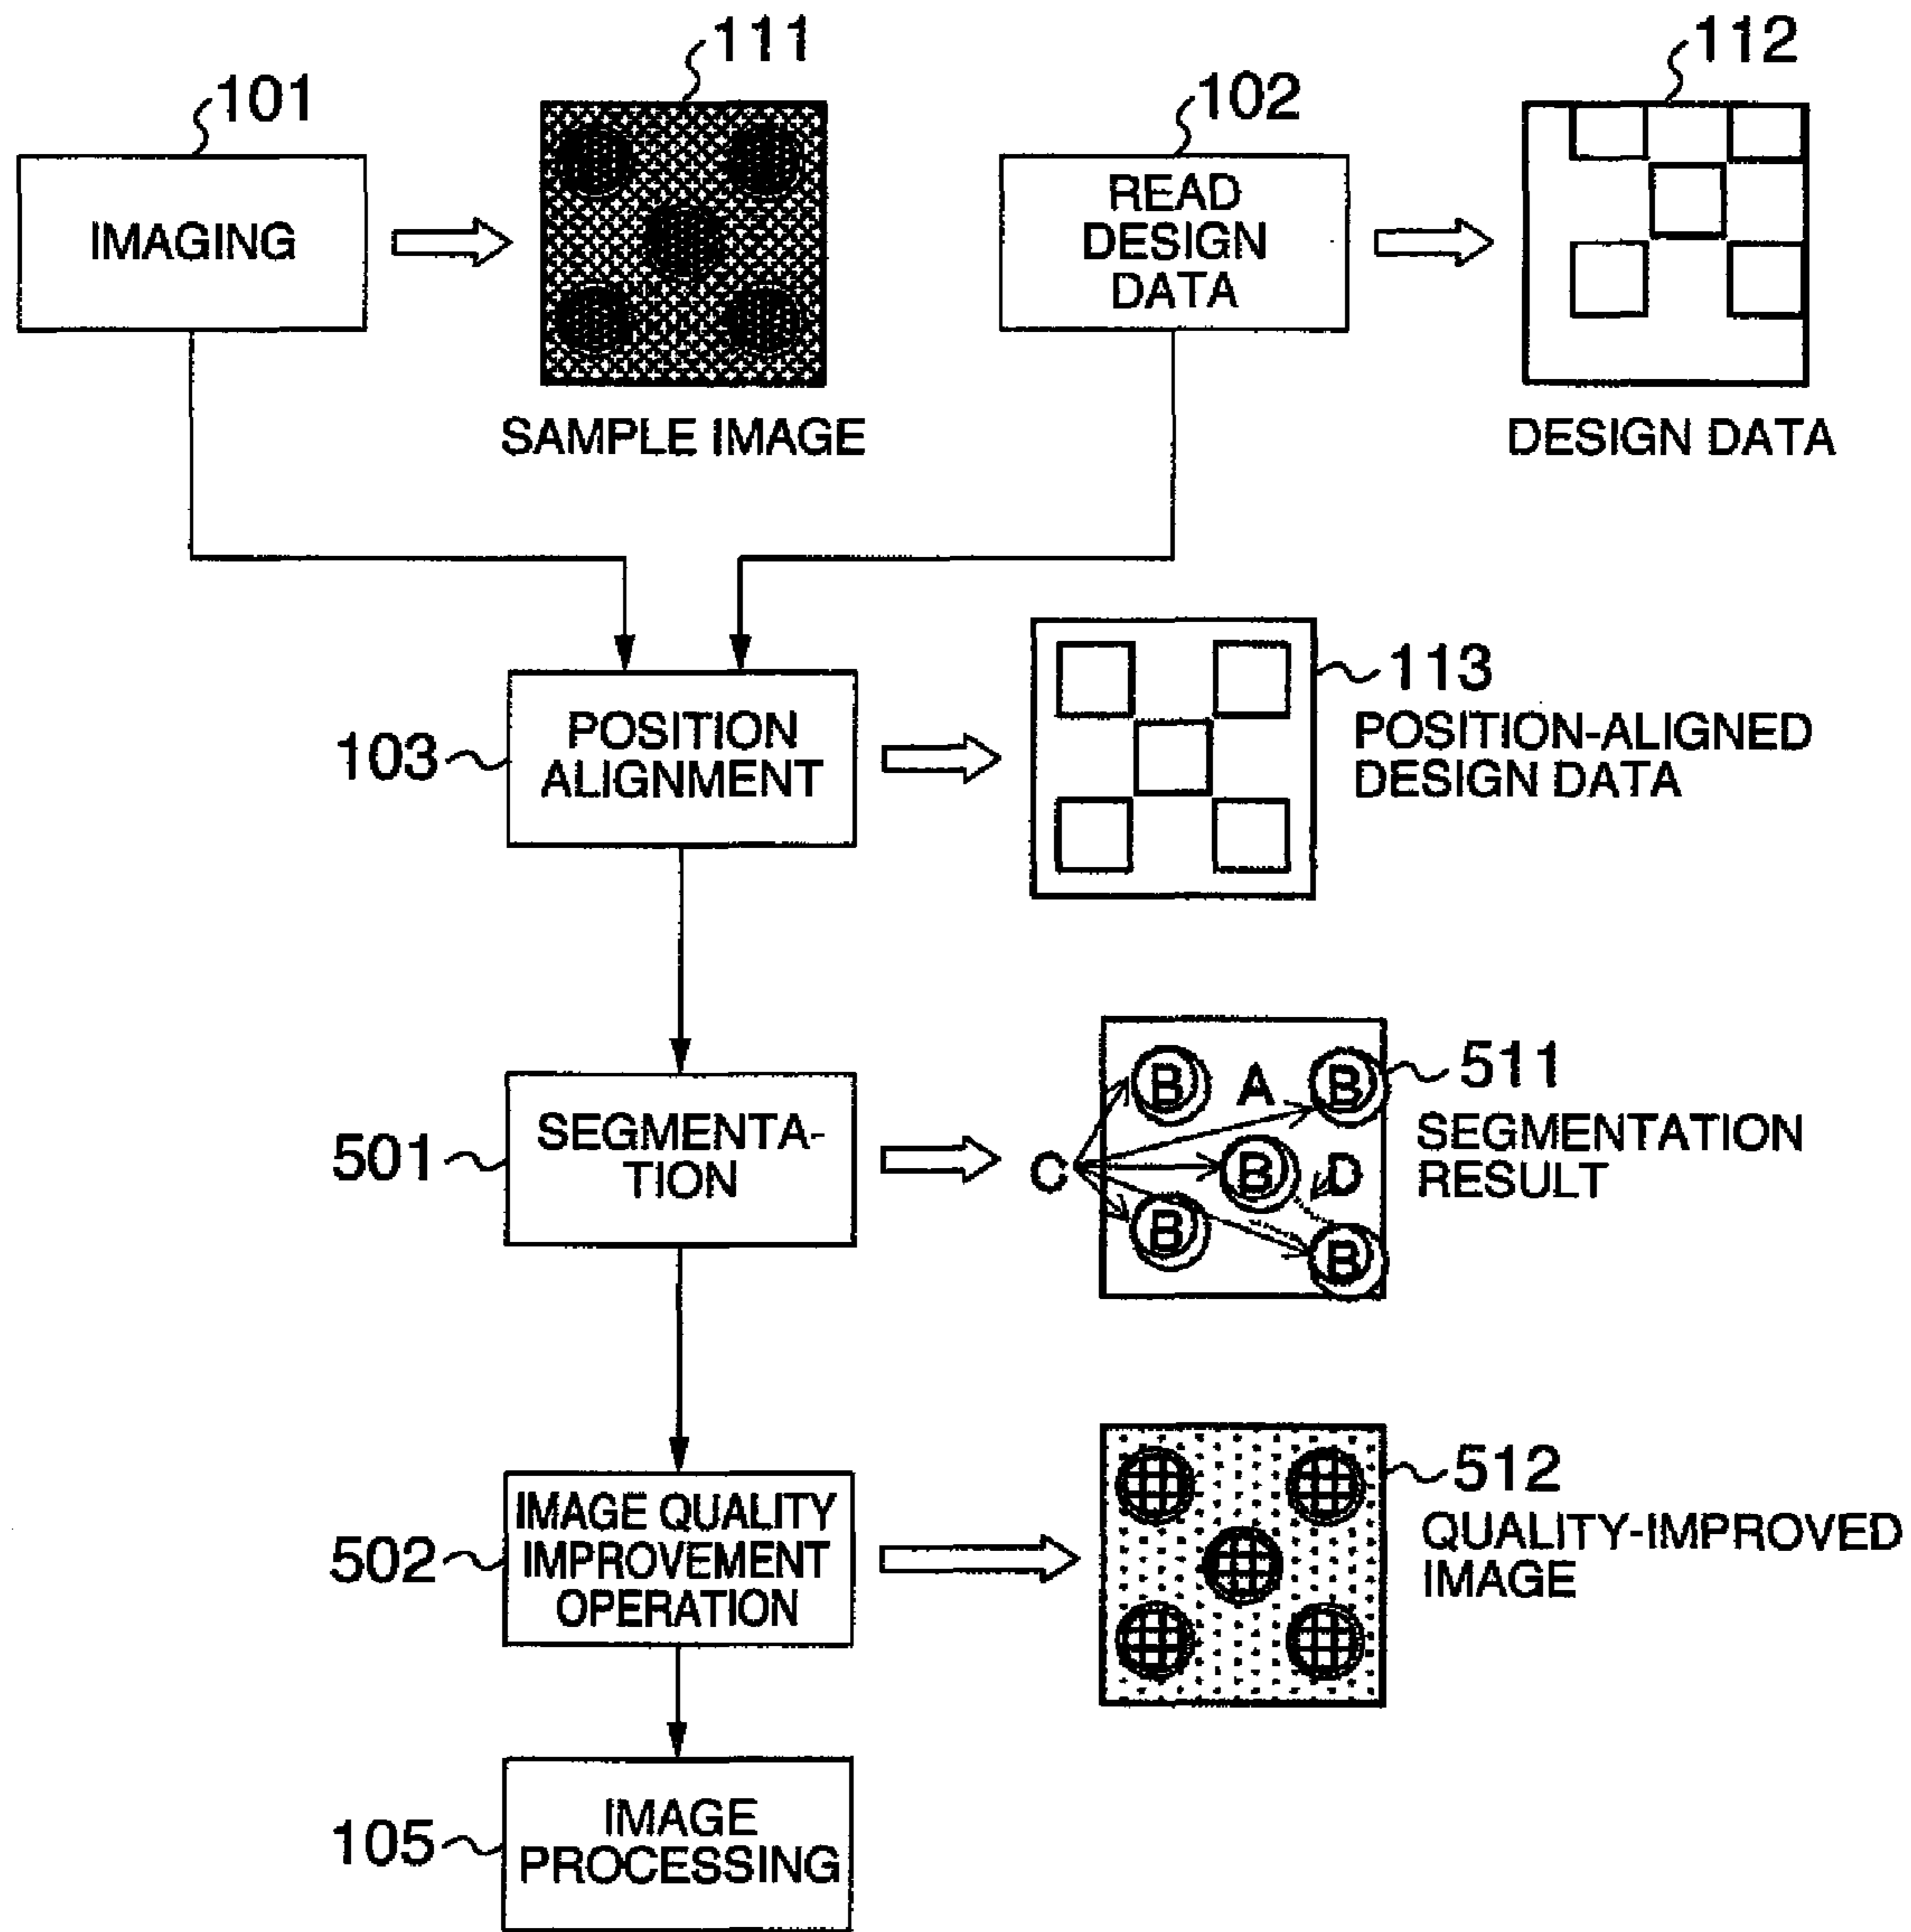 111
112
101
102
IMAGING
READ
DESIGN
DATA
SAMPLE IMAGE
DESIGN DATA
103
POSITION
ALIGNMENT
113
POSITION-ALIGNED
DESIGN DATA
501
SEGMENTA-
TION
B A B
C B D
B B
511
SEGMENTATION
RESULT
502
IMAGE QUALITY
IMPROVEMENT
OPERATION
512
QUALITY-IMPROVED
IMAGE
105
IMAGE
PROCESSING